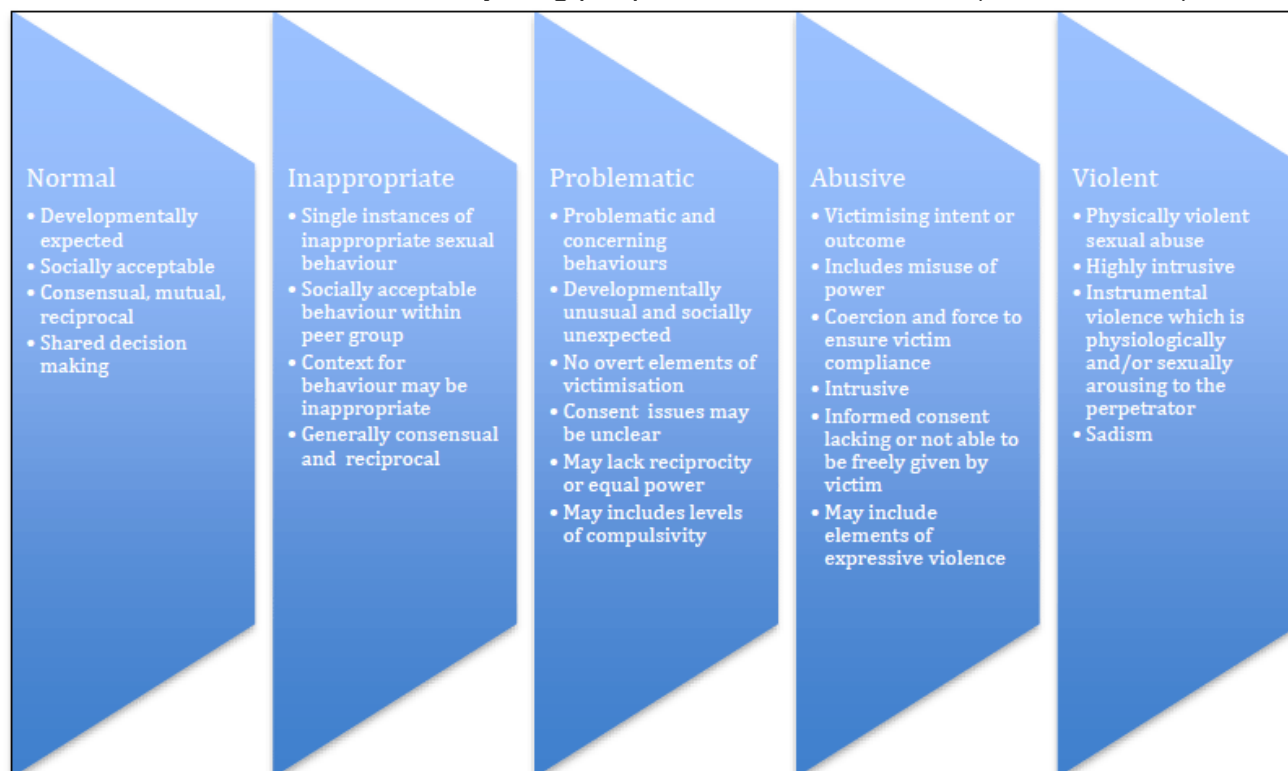 Normal
• Developmentally
expected
• Socially acceptable
• Consensual, mutual,
reciprocal
• Shared decision
making
Inappropriate
• Single instances of
inappropriate sexual
behaviour
• Socially acceptable
behaviour within
peer group
• Context for
behaviour may be
inappropriate
• Generally consensual
and reciprocal
Problematic
• Problematic and
concerning
behaviours
• Developmentally
unusual and socially
unexpected
• No overt elements of
victimisation
• Consent issues may
be unclear
• May lack reciprocity
or equal power
• May includes levels
of compulsivity
Abusive
• Victimising intent or
outcome
• Includes misuse of
power
• Coercion and force to
ensure victim
compliance
• Intrusive
• Informed consent
lacking or not able to
be freely given by
victim
• May include
elements of
expressive violence
Violent
• Physically violent
sexual abuse
• Highly intrusive
• Instrumental
violence which is
physiologically
and/or sexually
arousing to the
perpetrator
• Sadism